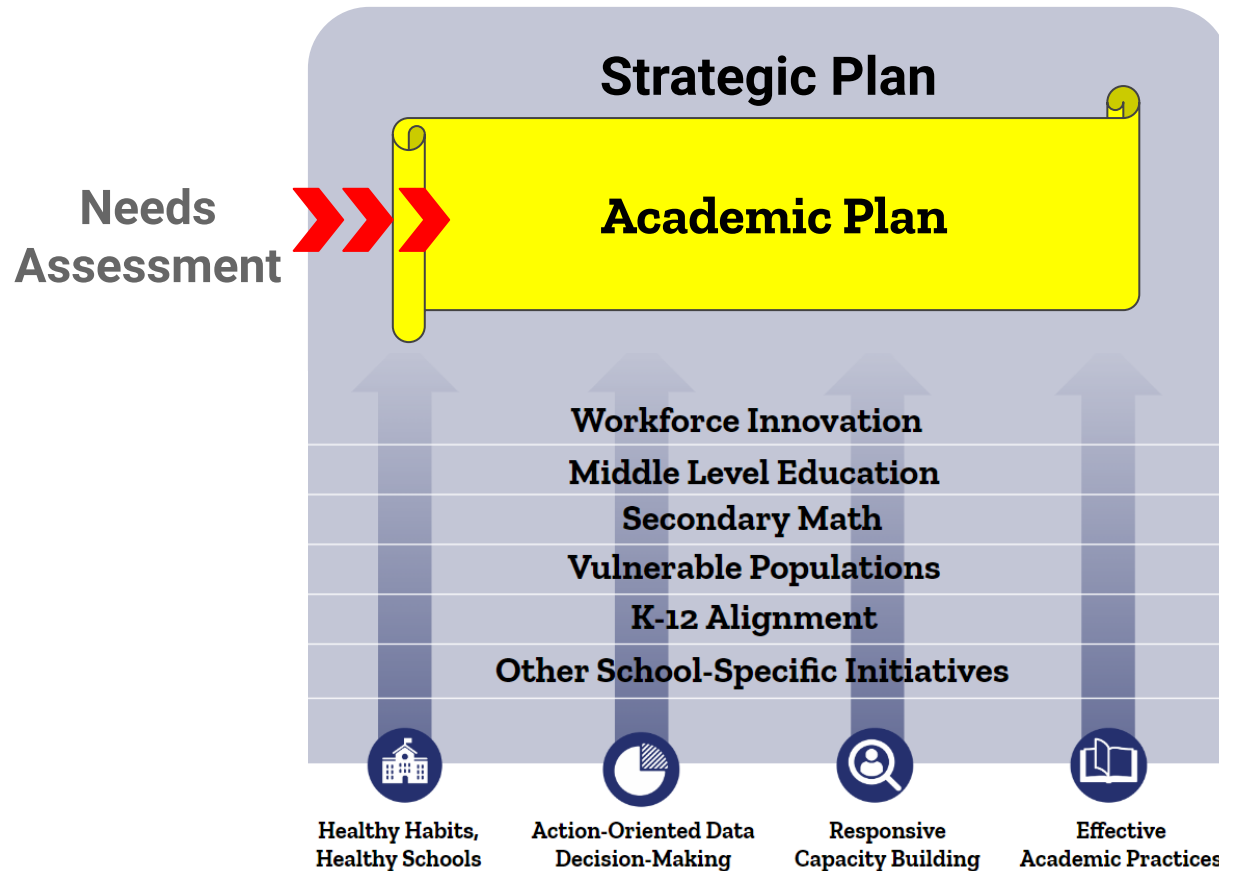 Strategic Plan
Needs
Assessment
Academic Plan
Workforce Innovation
Middle Level Education
Secondary Math
Vulnerable Populations
K-12 Alignment
Other School-Specific Initiatives
Healthy Habits,
Healthy Schools
Action-Oriented Data
Decision-Making
Responsive
Capacity Building
Effective
Academic Practices